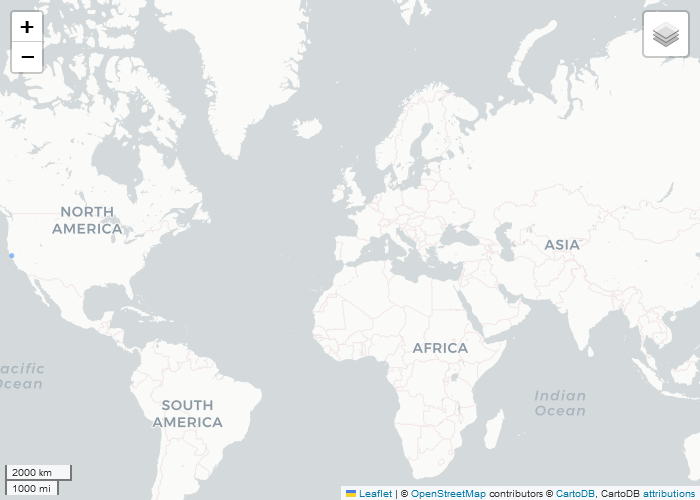 +
−
NORTH
AMERICA
ASIA
AFRICA
acific
Ocean
Indian
Ocean
SOUTH
AMERICA
2000 km
1000 mi
Leaflet | © OpenStreetMap contributors © CartoDB, CartoDB attributions